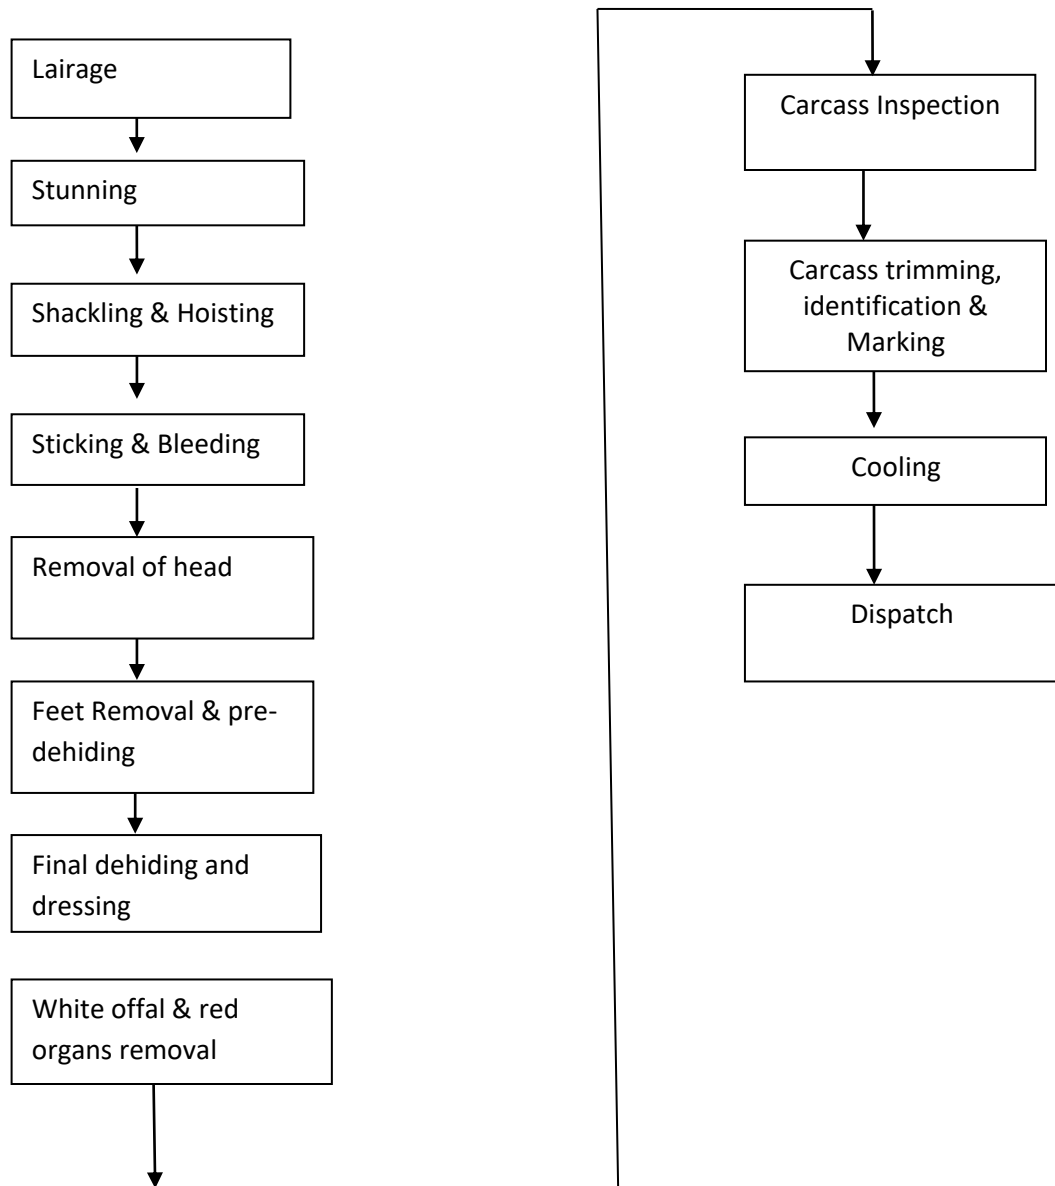 Lairage
Stunning
Shackling & Hoisting
Sticking & Bleeding
Removal of head
Feet Removal & pre-
dehiding
Final dehiding and
dressing
White offal & red
organs removal
Carcass Inspection
Carcass trimming,
identification &
Marking
Cooling
Dispatch